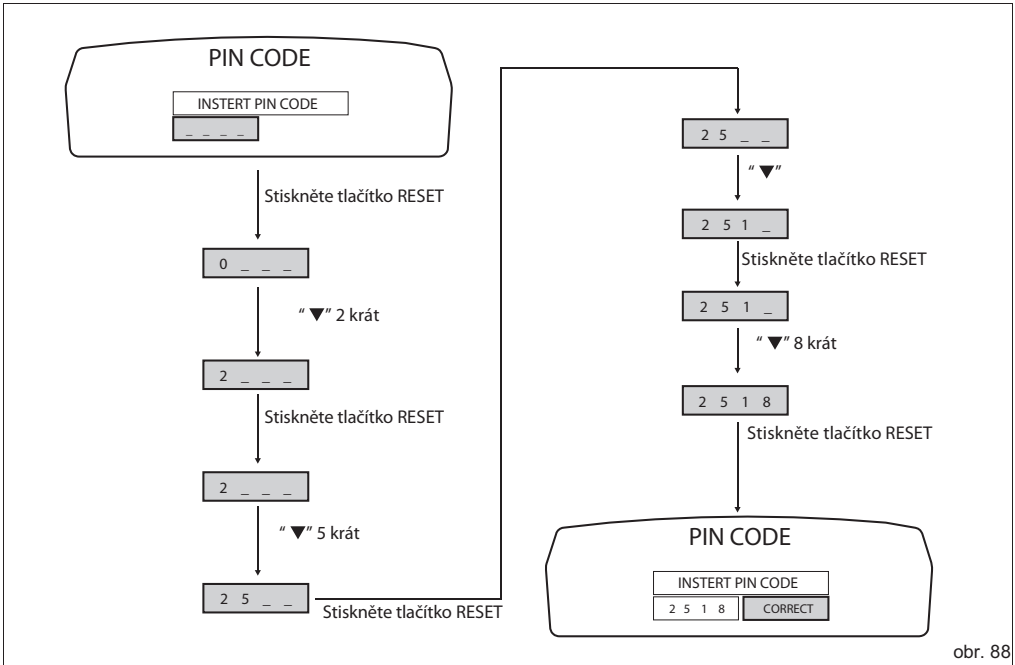 PIN CODE
INSTERT PIN CODE
_ _ _ _
Stiskněte tlačítko RESET
0 _ _ _
“ ▼” 2 krát
2 _ _ _
Stiskněte tlačítko RESET
2 _ _ _
“ ▼” 5 krát
2 5 _ _
Stiskněte tlačítko RESET
2 5 _ _
“ ▼”
2 5 1 _
Stiskněte tlačítko RESET
2 5 1 _
“ ▼” 8 krát
2 5 1 8
Stiskněte tlačítko RESET
PIN CODE
INSTERT PIN CODE
2 5 1 8 CORRECT
obr. 88